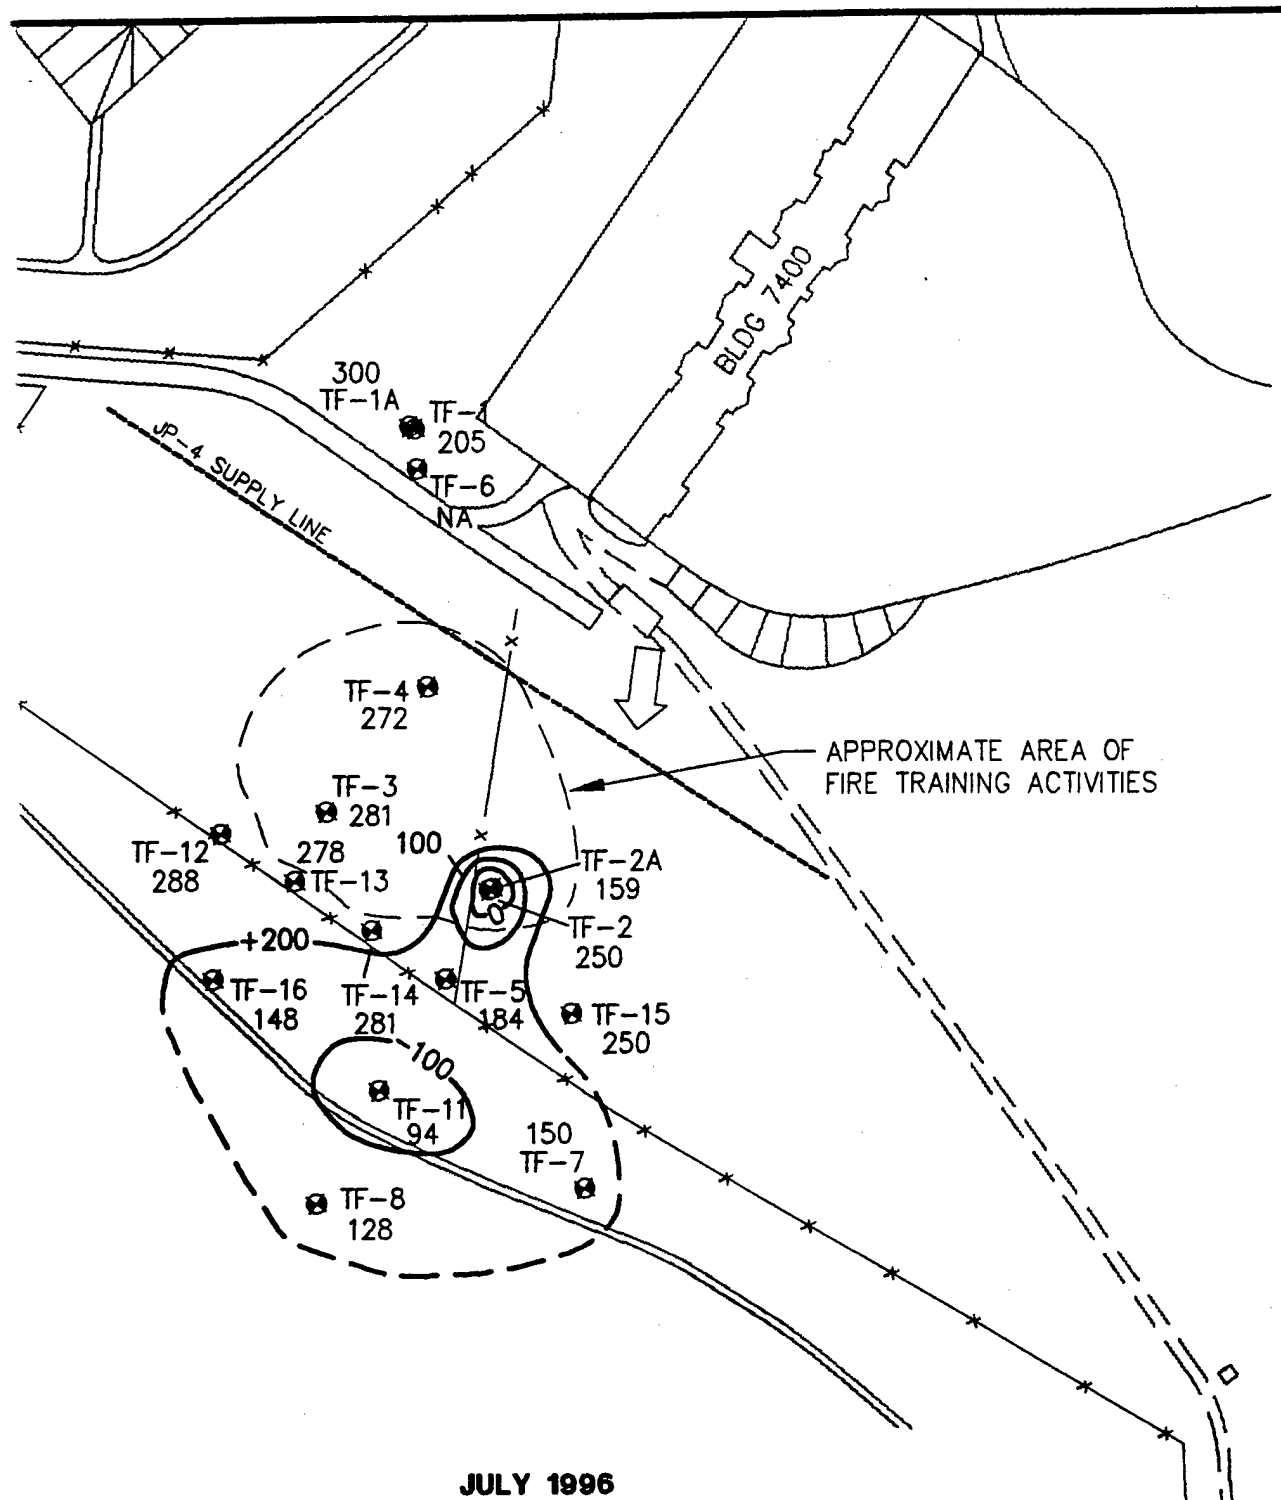 BLDG 7400
300
TF-1A
TF-1
205
TF-6
NA
JP-4 SUPPLY LINE
TF-4
272
APPROXIMATE AREA OF
FIRE TRAINING ACTIVITIES
TF-3
281
TF-12
288
278
TF-13
100
TF-2A
159
TF-2
250
+200
TF-16
148
TF-14
281
TF-5
184
TF-15
250
-100
TF-11
94
150
TF-7
TF-8
128
JULY 1996